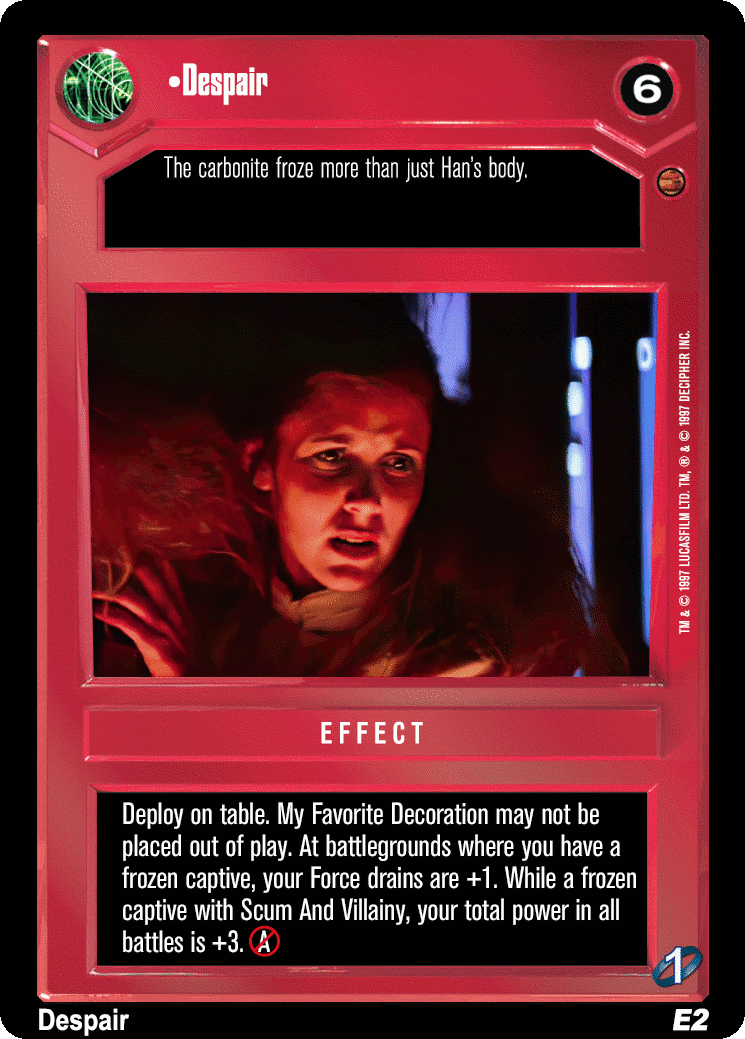 •Despair
6
The carbonite froze more than just Han's body.
TM & © 1997 LUCASFILM LTD. TM, ® & © 1997 DECIPHER INC.
EFFECT
Deploy on table. My Favorite Decoration may not be
placed out of play. At battlegrounds where you have a
frozen captive, your Force drains are +1. While a frozen
captive with Scum And Villainy, your total power in all
battles is +3. A
1
Despair
E2